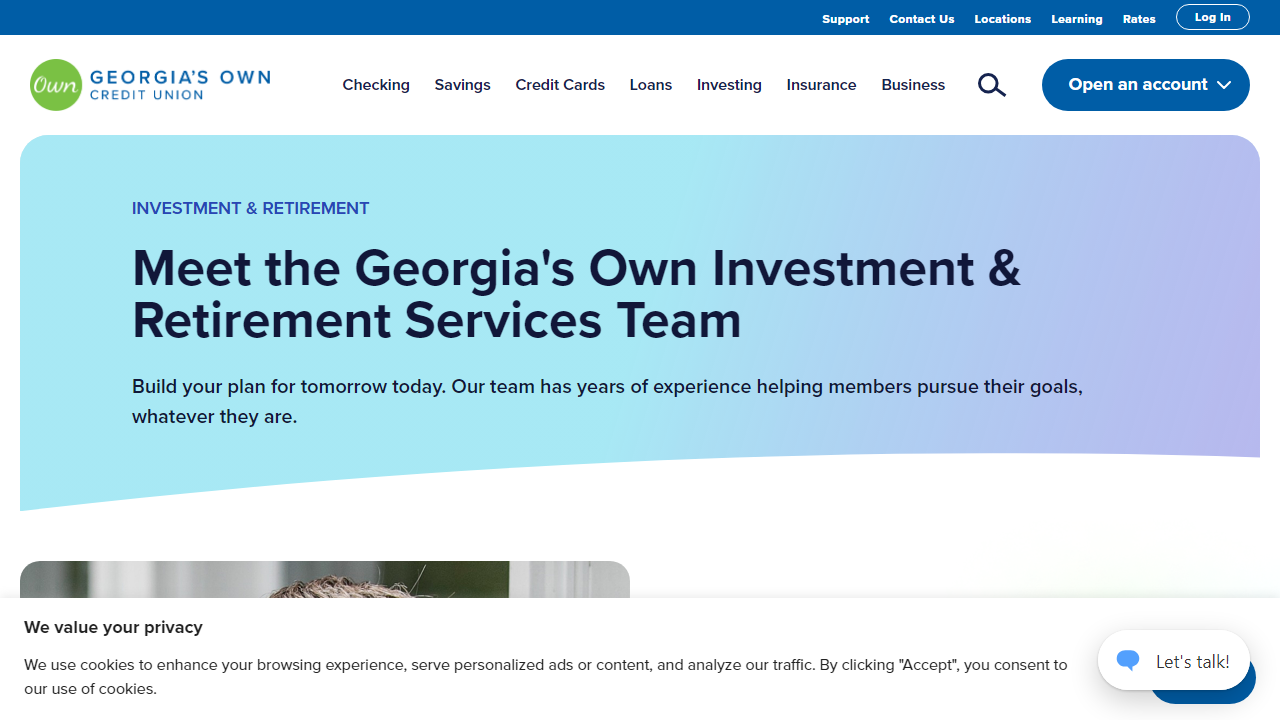 Support Contact Us Locations Learning Rates Log In
Own GEORGIA'S OWN
CREDIT UNION
Checking Savings Credit Cards Loans Investing Insurance Business Open an account
INVESTMENT & RETIREMENT
Meet the Georgia's Own Investment &
Retirement Services Team
Build your plan for tomorrow today. Our team has years of experience helping members pursue their goals,
whatever they are.
We value your privacy
We use cookies to enhance your browsing experience, serve personalized ads or content, and analyze our traffic. By clicking "Accept", you consent to
our use of cookies.
Let's talk!